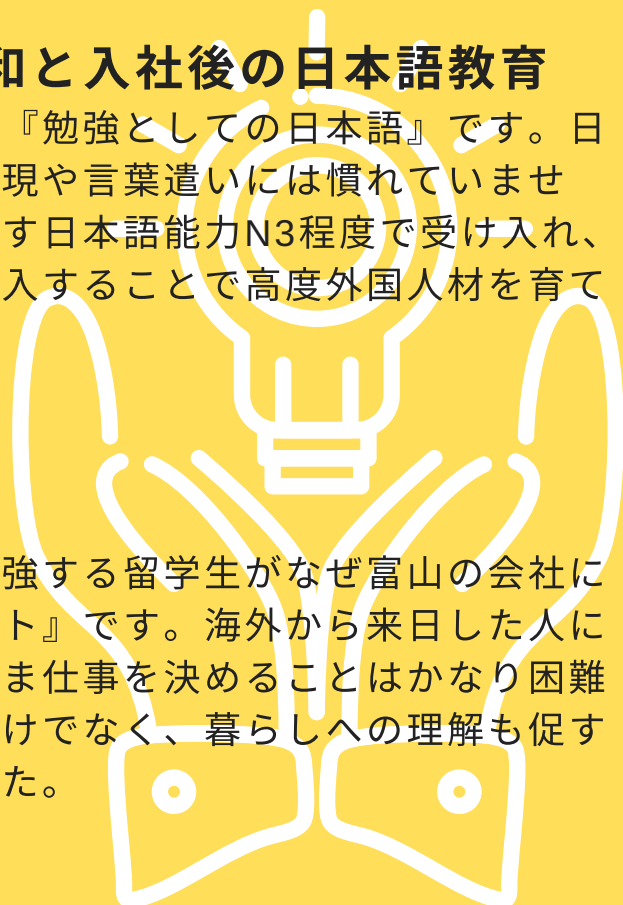 和と入社後の日本語教育
『勉強としての日本語』です。日
現や言葉遣いには慣れていませ
す日本語能力N3程度で受け入れ、
入することで高度外国人材を育て
強する留学生がなぜ富山の会社に
ト』です。海外から来日した人に
ま仕事を決めることはかなり困難
けでなく、暮らしへの理解も促す
た。